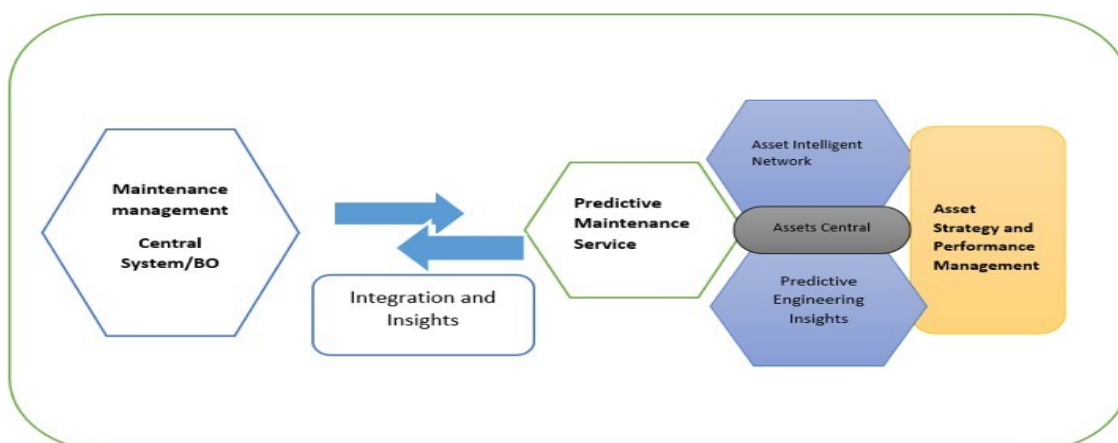 Maintenance
management
Central
System/BO
Integration and
Insights
Predictive
Maintenance
Service
Asset Intelligent
Network
Assets Central
Predictive
Engineering
Insights
Asset
Strategy and
Performance
Management